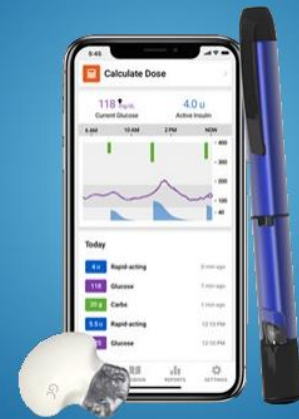 9:45
Calculate Dose
118 mg/dL
4.0 u
Current Glucose
Active Insulin
6 AM 10 AM 2 PM NOW
400
300
200
100
40
Today
4 u Rapid-acting
118 Glucose
20 g Carbs
5.5 u Rapid-acting 12:10 PM
Glucose 12:10 PM
REPORTS SETTINGS